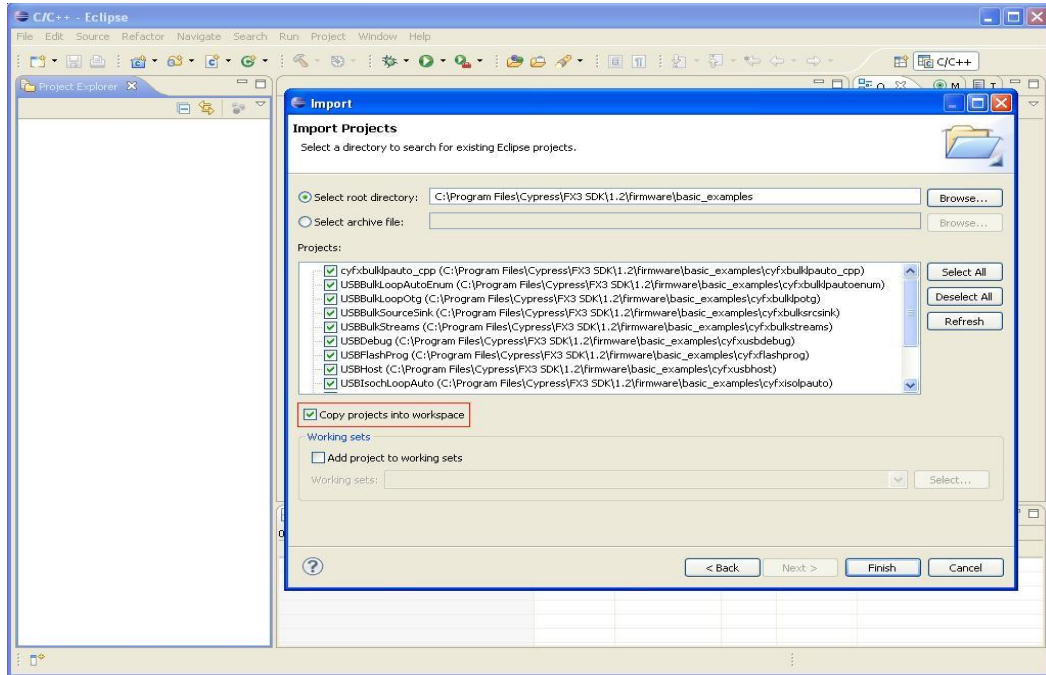 C/C++ - Eclipse
File Edit Source Refactor Navigate Search Run Project Window Help
C/C++
Project Explorer
O M T
Import
Import Projects
Select a directory to search for existing Eclipse projects.
Select root directory: C:\Program Files\Cypress\FX3 SDK\1.2\firmware\basic_examples Browse...
Select archive file: Browse...
Projects:
cyfxbulklpauto_cpp (C:\Program Files\Cypress\FX3 SDK\1.2\firmware\basic_examples\cyfxbulklpauto_cpp)
USBBulkLoopAutoEnum (C:\Program Files\Cypress\FX3 SDK\1.2\firmware\basic_examples\cyfxbulklpautoenum)
USBBulkLoopOtg (C:\Program Files\Cypress\FX3 SDK\1.2\firmware\basic_examples\cyfxbulklpotg)
USBBulkSourceSink (C:\Program Files\Cypress\FX3 SDK\1.2\firmware\basic_examples\cyfxbulksrcsink)
USBBulkStreams (C:\Program Files\Cypress\FX3 SDK\1.2\firmware\basic_examples\cyfxbulkstreams)
USBDebug (C:\Program Files\Cypress\FX3 SDK\1.2\firmware\basic_examples\cyfxusbdebug)
USBFlashProg (C:\Program Files\Cypress\FX3 SDK\1.2\firmware\basic_examples\cyfxflashprog)
USBHost (C:\Program Files\Cypress\FX3 SDK\1.2\firmware\basic_examples\cyfxusbhost)
USBIsochLoopAuto (C:\Program Files\Cypress\FX3 SDK\1.2\firmware\basic_examples\cyfxisolpauto)
Select All
Deselect All
Refresh
Copy projects into workspace
Working sets
Add project to working sets
Working sets: Select...
< Back Next > Finish Cancel